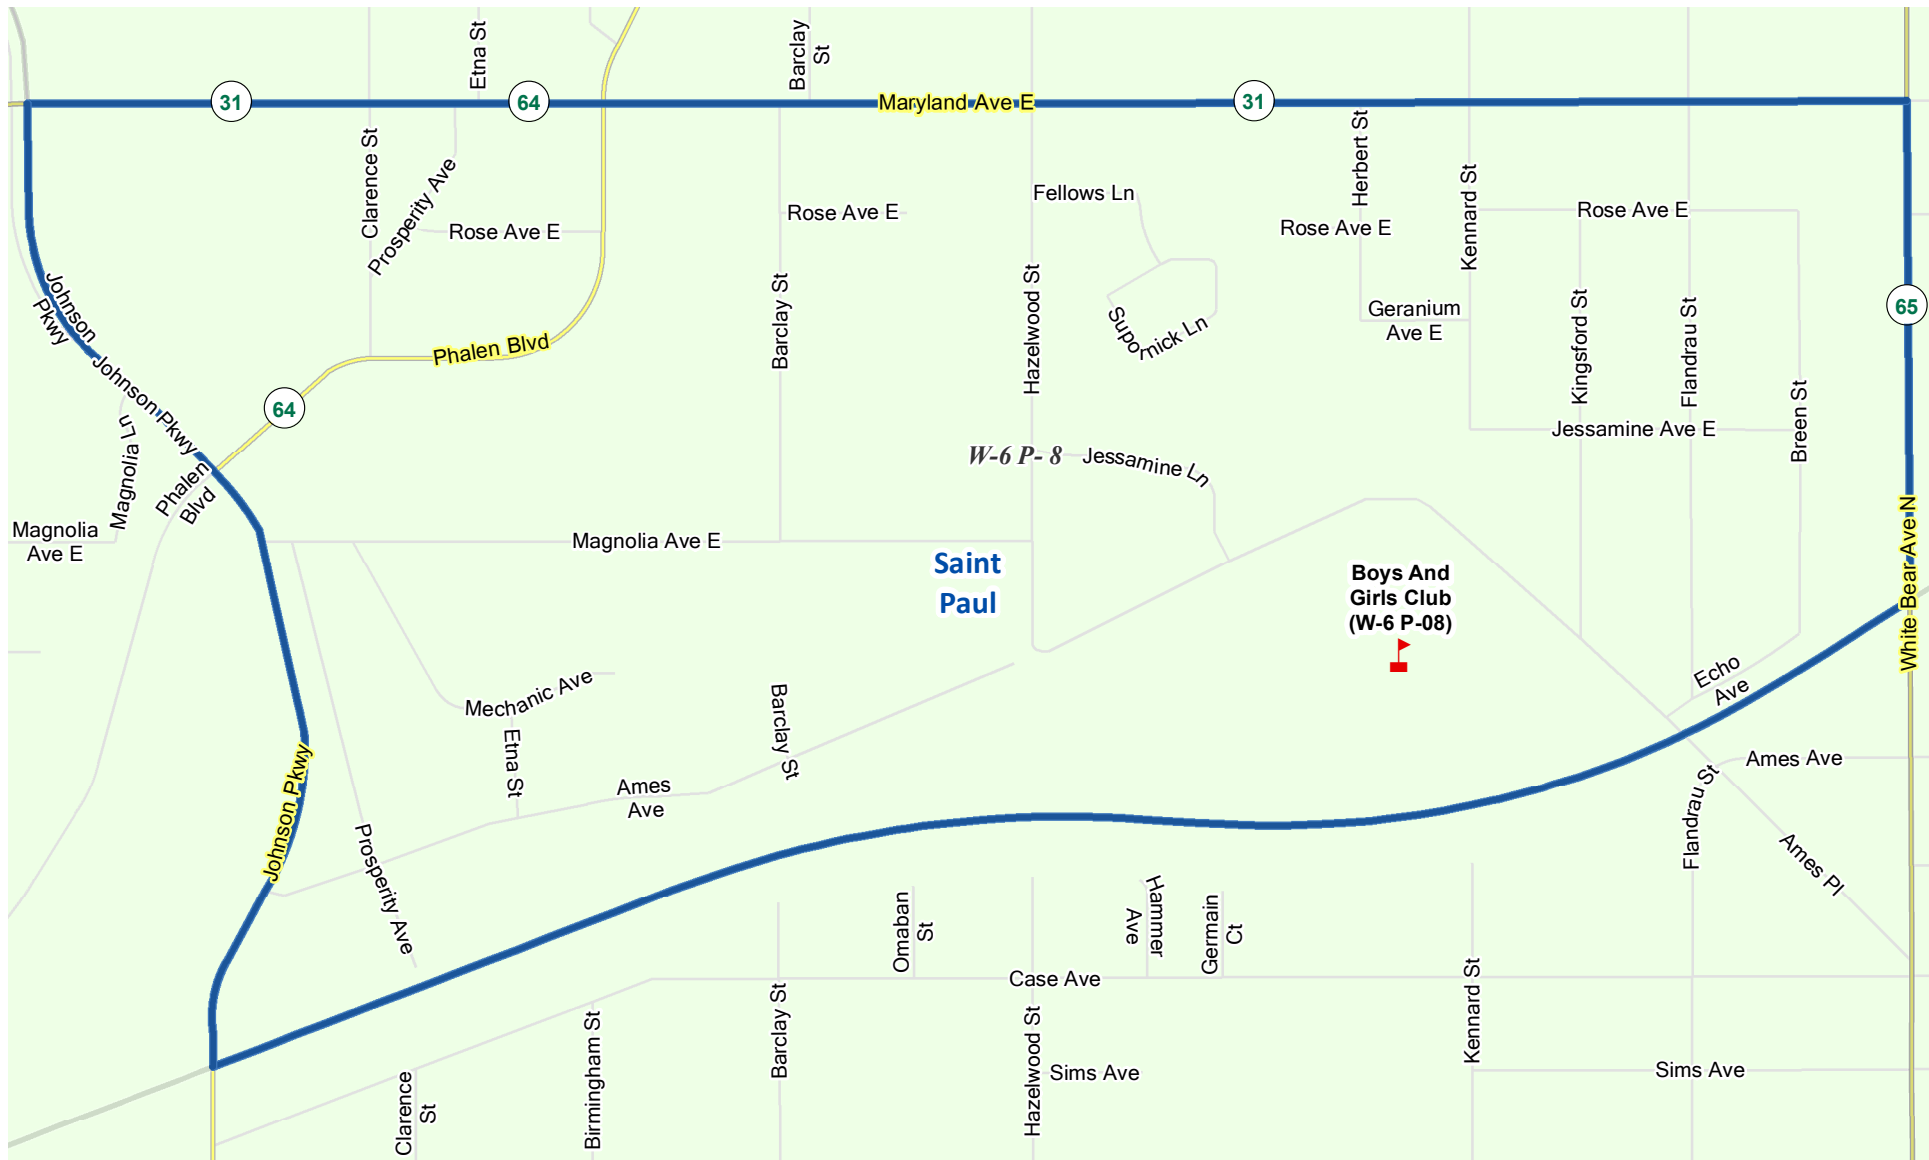 Etna St
Barclay
St
31
64
Maryland Ave E
31
Clarence St
Prosperity Ave
Rose Ave E
Rose Ave E
Fellows Ln
Herbert St
Rose Ave E
Kennard St
Rose Ave E
Johnson
Pkwy
Johnson Pkwy
Phalen Blvd
64
Barclay St
Hazelwood St
Supornick Ln
Geranium
Ave E
Kingsford St
Flandrau St
Breen St
65
Magnolia Ln
Phalen
Blvd
W-6 P- 8
Jessamine Ln
Jessamine Ave E
Magnolia
Ave E
Magnolia Ave E
Saint
Paul
Boys And
Girls Club
(W-6 P-08)
White Bear Ave N
Mechanic Ave
Etna St
Barclay St
Echo
Ave
Johnson Pkwy
Ames
Ave
Ames Ave
Flandrau St
Ames Pl
Prosperity Ave
Omaban
St
Hammer
Ave
Germain
Ct
Case Ave
Kennard St
Barclay St
Birmingham St
Hazelwood St
Clarence
St
Sims Ave
Sims Ave